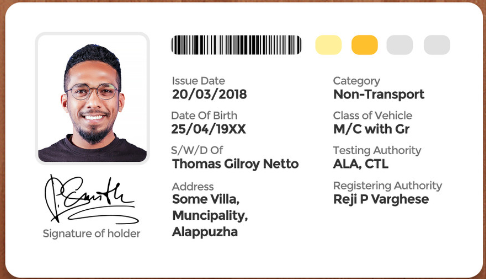 Issue Date
20/03/2018
Category
Non-Transport
Date Of Birth
25/04/19XX
Class of Vehicle
M/C with Gr
S/W/D Of
Thomas Gilroy Netto
Testing Authority
ALA, CTL
Address
Some Villa,
Muncipality,
Alappuzha
Registering Authority
Reji P Varghese
Signature of holder